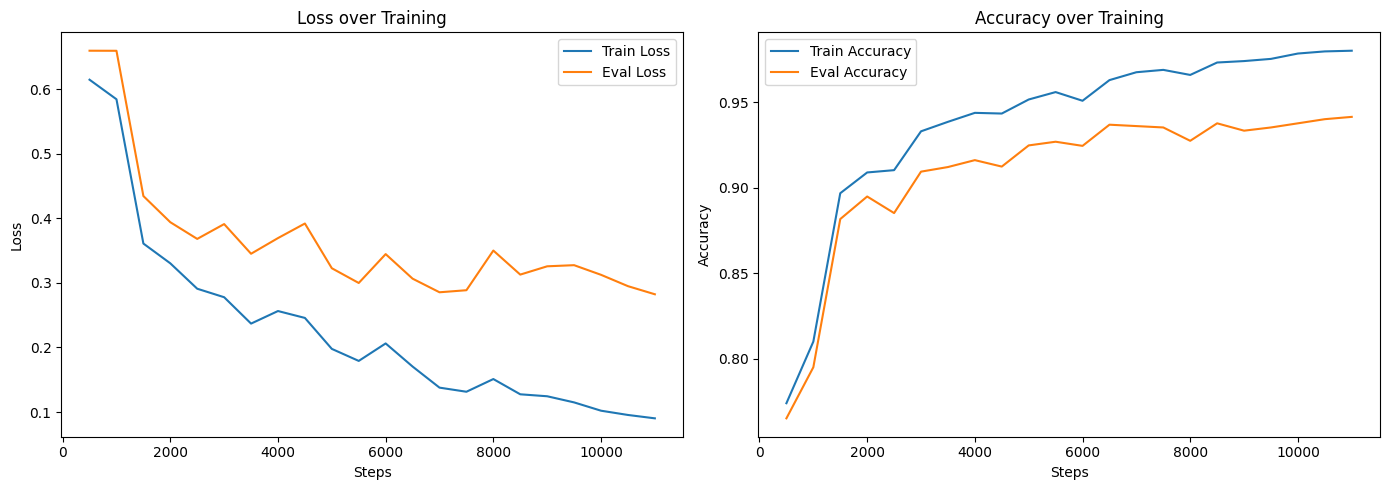 Loss over Training
Train Loss
Eval Loss
0.6
0.5
0.4
0.3
0.2
0.1
Loss
0
2000
4000
6000
8000
10000
Steps
Accuracy over Training
Train Accuracy
Eval Accuracy
0.95
0.90
0.85
0.80
Accuracy
0
2000
4000
6000
8000
10000
Steps